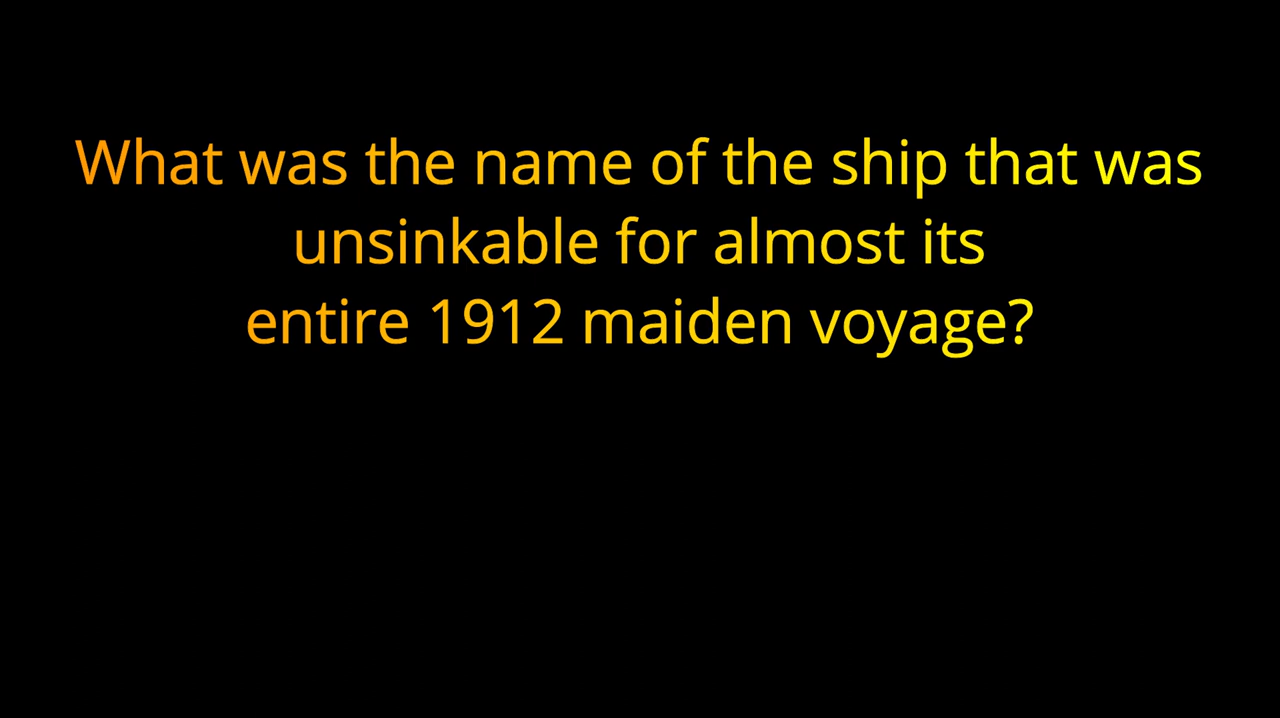 What was the name of the ship that was
unsinkable for almost its
entire 1912 maiden voyage?